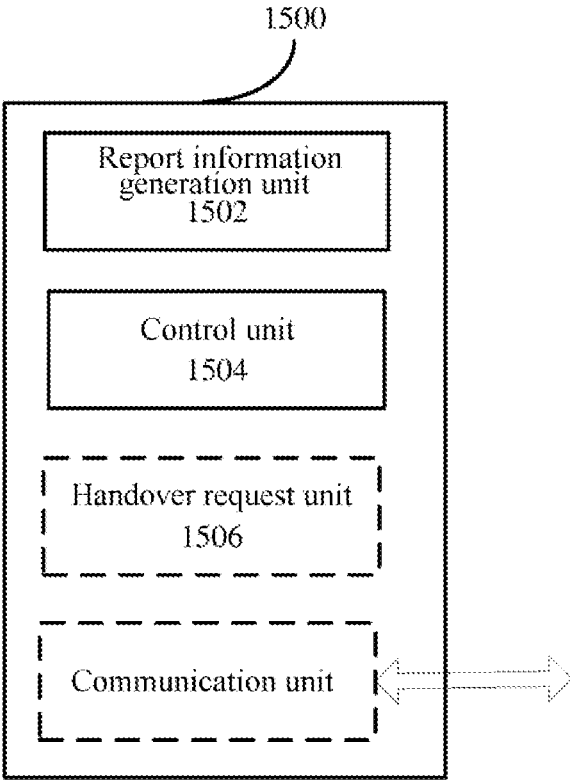 1500
Report information
generation unit
1502
Control unit
1504
Handover request unit
1506
Communication unit